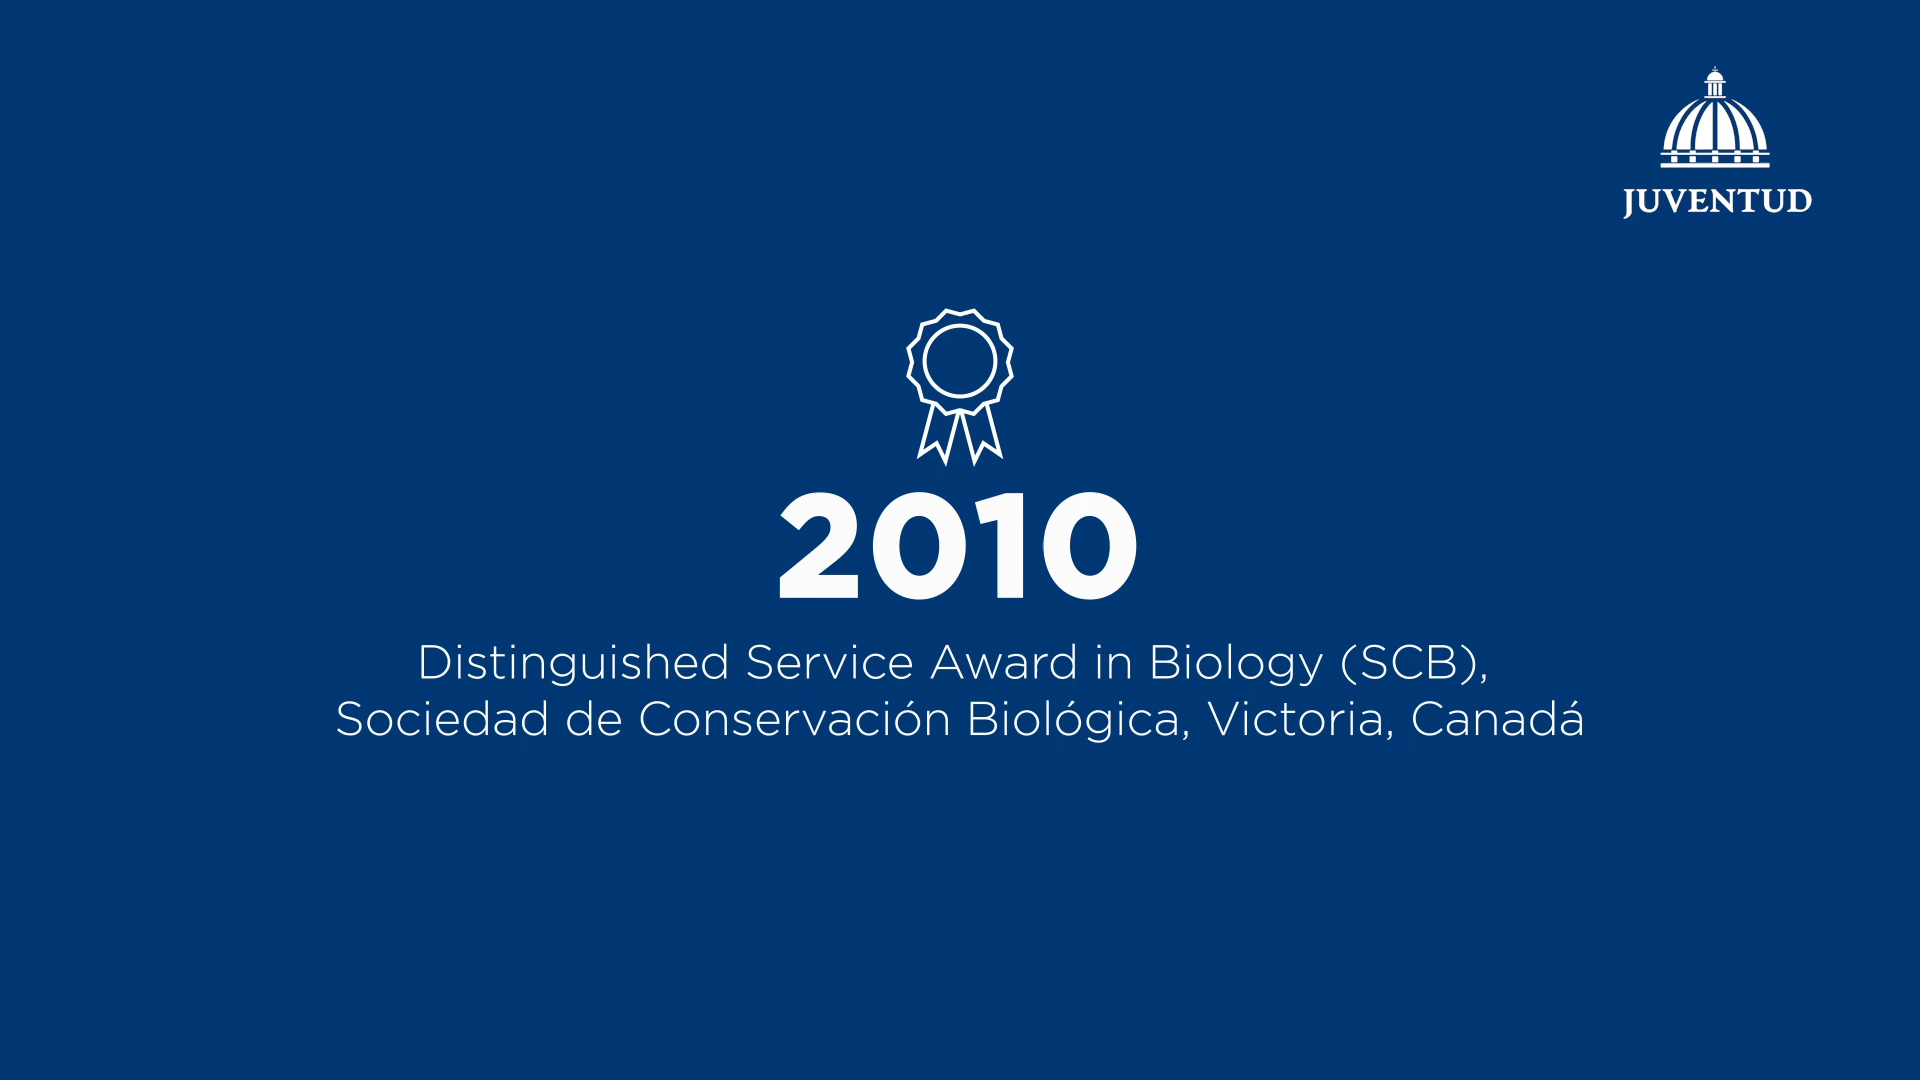 JUVENTUD
2010
Distinguished Service Award in Biology (SCB),
Sociedad de Conservación Biológica, Victoria, Canadá